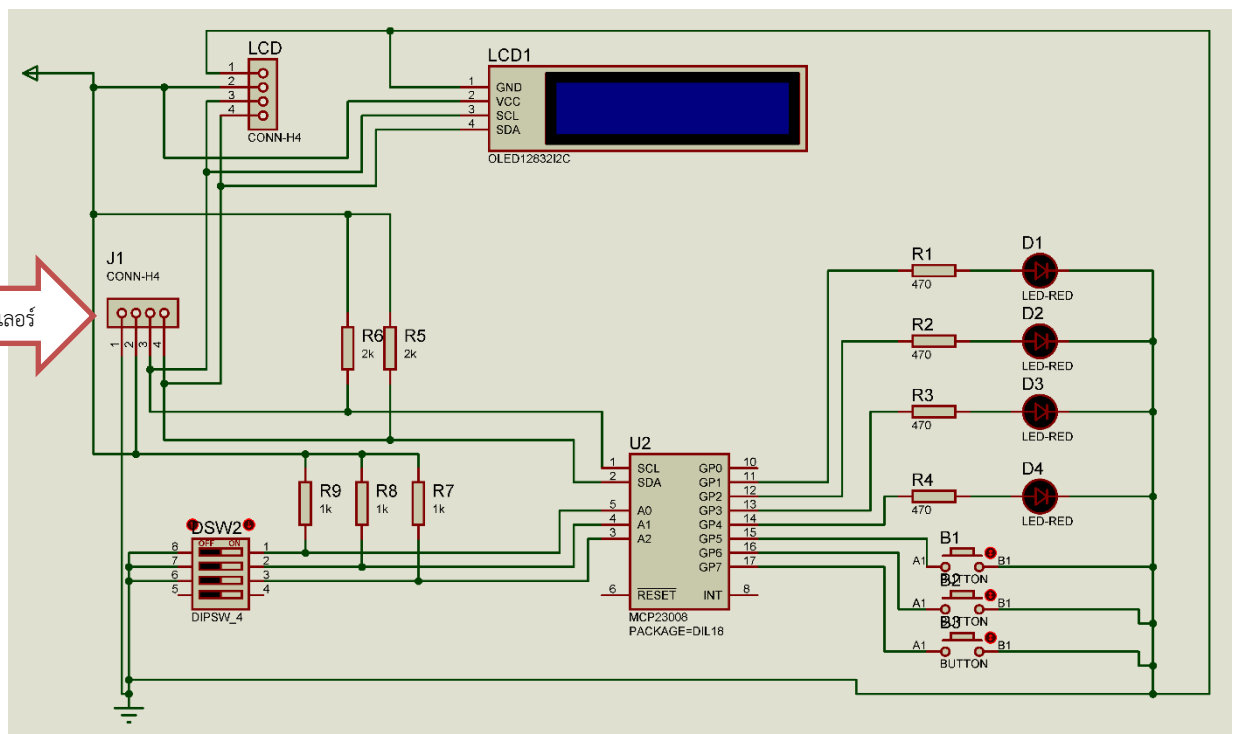 LCD
1
2
3
4
CONN-H4
LCD1
1 GND
2 VCC
3 SCL
4 SDA
OLED12832I2C
J1
CONN-H4
1 2 3 4
R6
2k
R5
2k
R1
470
D1
LED-RED
R2
470
D2
LED-RED
R3
470
D3
LED-RED
R4
470
D4
LED-RED
U2
1 SCL GP0 10
2 SDA GP1 11
GP2 12
5 A0 GP3 13
4 A1 GP4 14
3 A2 GP5 15
GP6 16
GP7 17
6 RESET INT 8
MCP23008
PACKAGE=DIL18
R9
1k
R8
1k
R7
1k
DSW2
OFF ON
8 1
7 2
6 3
5 4
DIPSW_4
B1
A1 B1
BUTTON
B2
A1 B1
BUTTON
B3
A1 B1
BUTTON